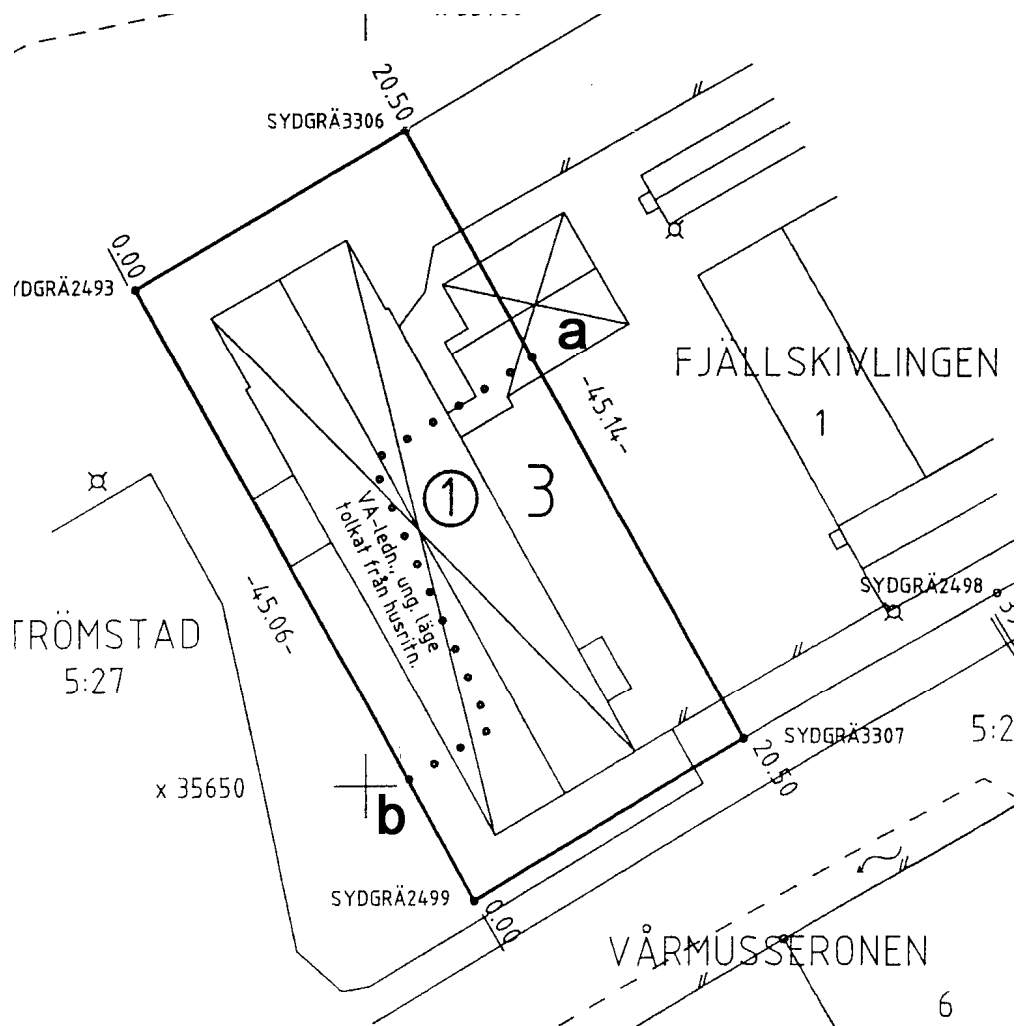 20.50
SYDGRÄ3306
0.00
YDGRÄ2493
a
FJÄLLSKIVLINGEN
1
-45.14-
1
3
VA-ledn., ung. läge
tolkat från husritn.
SYDGRÄ2498
-45.06-
TRÖMSTAD
5:27
SYDGRÄ3307
20.50
5:2
x 35650
b
SYDGRÄ2499
0.00
VÅRMUSSERONEN
6